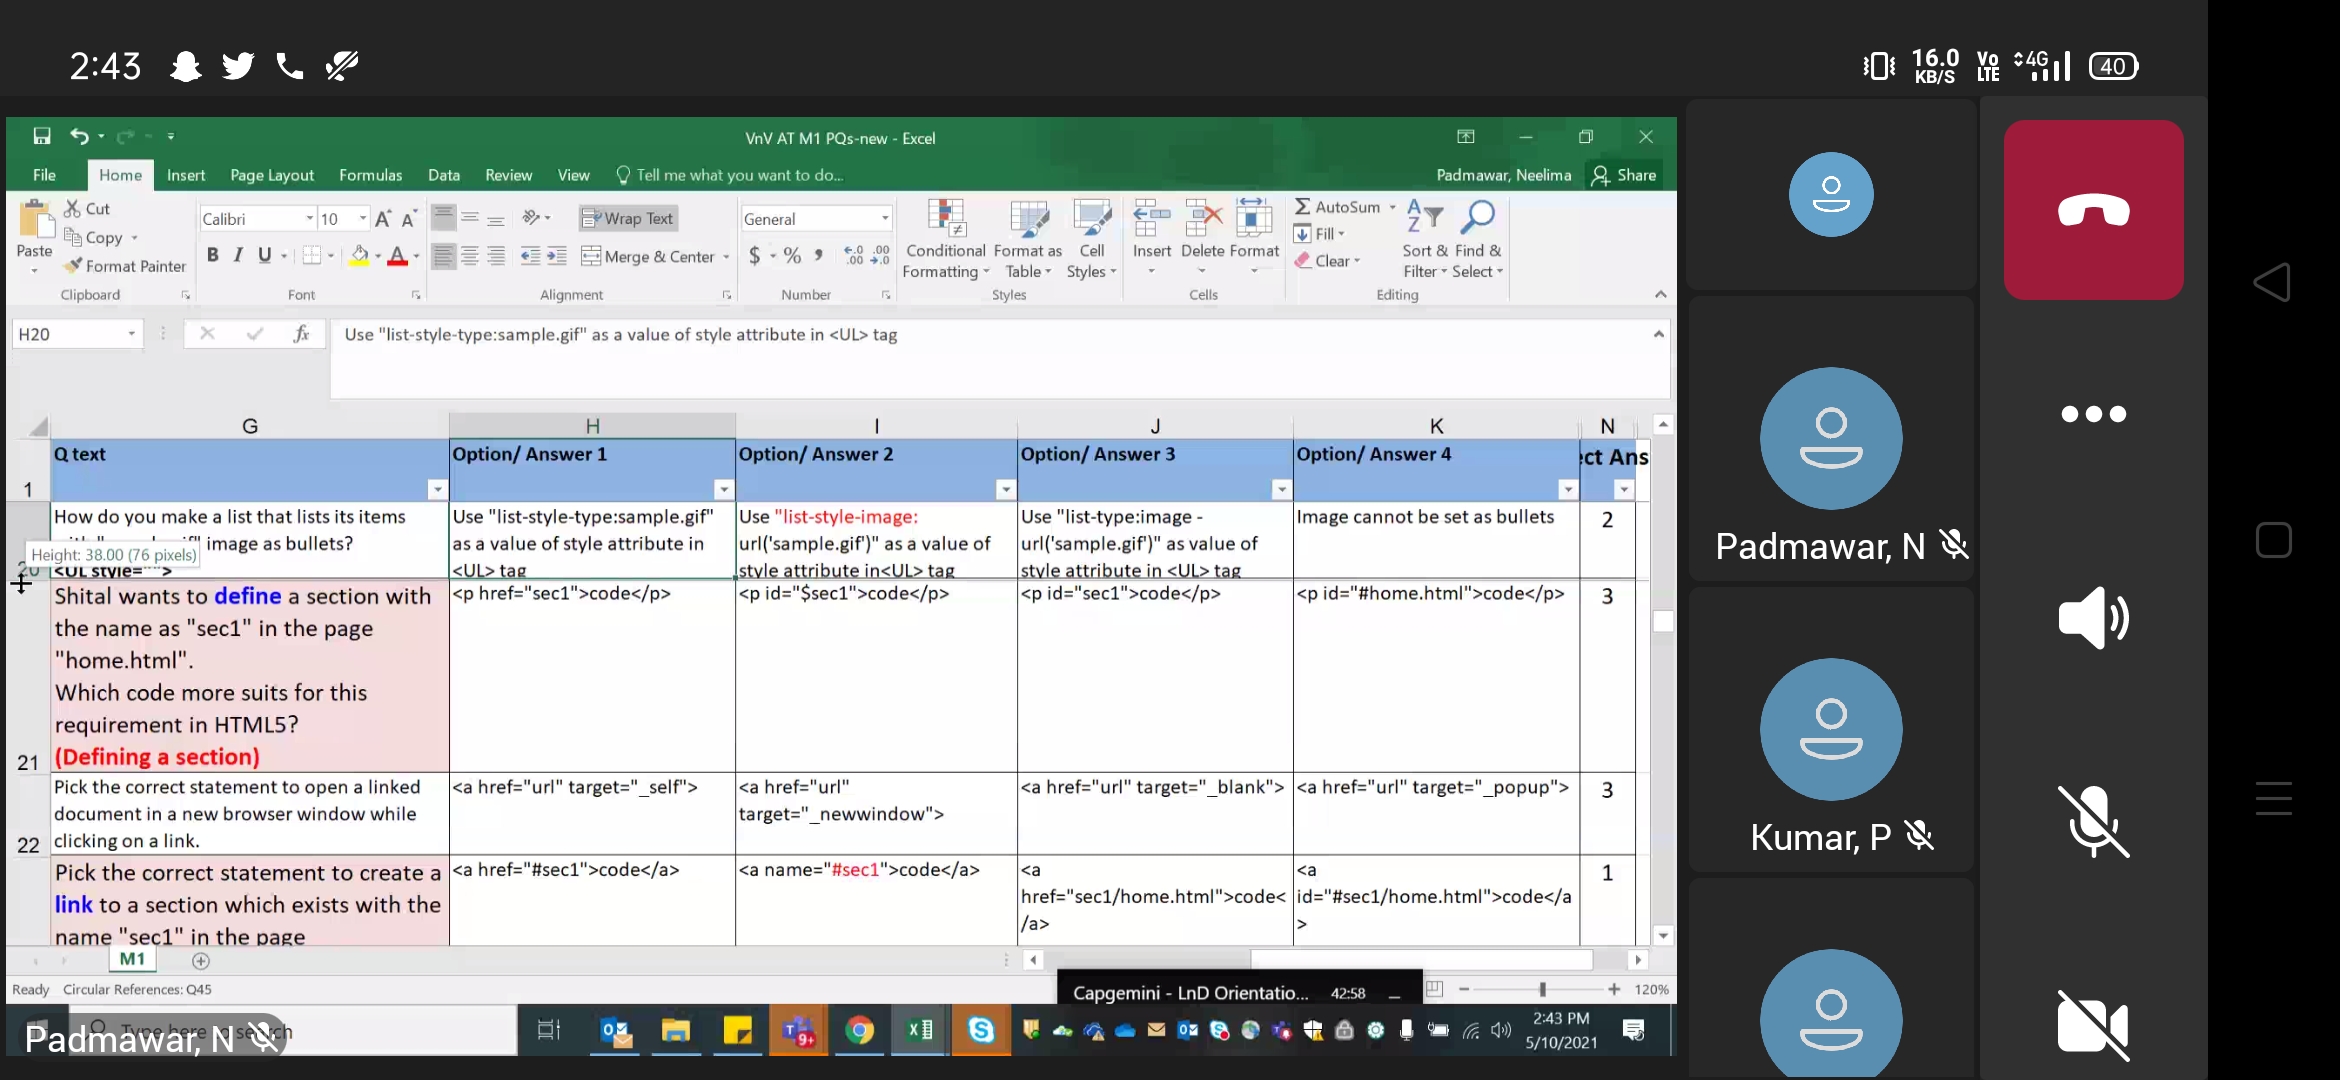 2:43
16.0 KB/S
Vo LTE
4G
40
VnV AT M1 PQs-new - Excel
File Home Insert Page Layout Formulas Data Review View Tell me what you want to do...
Padmawar, Neelima Share
Paste
Cut
Copy
Format Painter
Clipboard
Calibri 10
A A
B I U A
Font
Wrap Text
Merge & Center
Alignment
General
$ % ,
Number
Conditional Formatting
Format as Table
Cell Styles
Styles
Insert Delete Format
Cells
AutoSum
Fill
Clear
Sort & Filter
Find & Select
Editing
H20
fx
Use "list-style-type:sample.gif" as a value of style attribute in <UL> tag
G H I J K N
1
Q text
Option/ Answer 1
Option/ Answer 2
Option/ Answer 3
Option/ Answer 4
ct Ans
20
How do you make a list that lists its items
image as bullets?
<UL style="">
Height: 38.00 (76 pixels)
Use "list-style-type:sample.gif"
as a value of style attribute in
<UL> tag
Use "list-style-image:
url('sample.gif')" as a value of
style attribute in<UL> tag
Use "list-type:image -
url('sample.gif')" as value of
style attribute in <UL> tag
Image cannot be set as bullets
2
21
Shital wants to define a section with
the name as "sec1" in the page
"home.html".
Which code more suits for this
requirement in HTML5?
(Defining a section)
<p href="sec1">code</p>
<p id="$sec1">code</p>
<p id="sec1">code</p>
<p id="#home.html">code</p>
3
22
Pick the correct statement to open a linked
document in a new browser window while
clicking on a link.
<a href="url" target="_self">
<a href="url"
target="_newwindow">
<a href="url" target="_blank">
<a href="url" target="_popup">
3
Pick the correct statement to create a
link to a section which exists with the
name "sec1" in the page
<a href="#sec1">code</a>
<a name="#sec1">code</a>
<a
href="sec1/home.html">code<
/a>
<a
id="#sec1/home.html">code</a
>
1
M1
Ready Circular References: Q45
Capgemini - LnD Orientatio... 42:58
120%
9+
2:43 PM
5/10/2021
Padmawar, N
Padmawar, N
Kumar, P